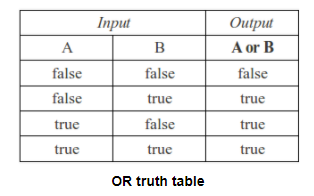 Input Output
A B A or B
false false false
false true true
true false true
true true true
OR truth table